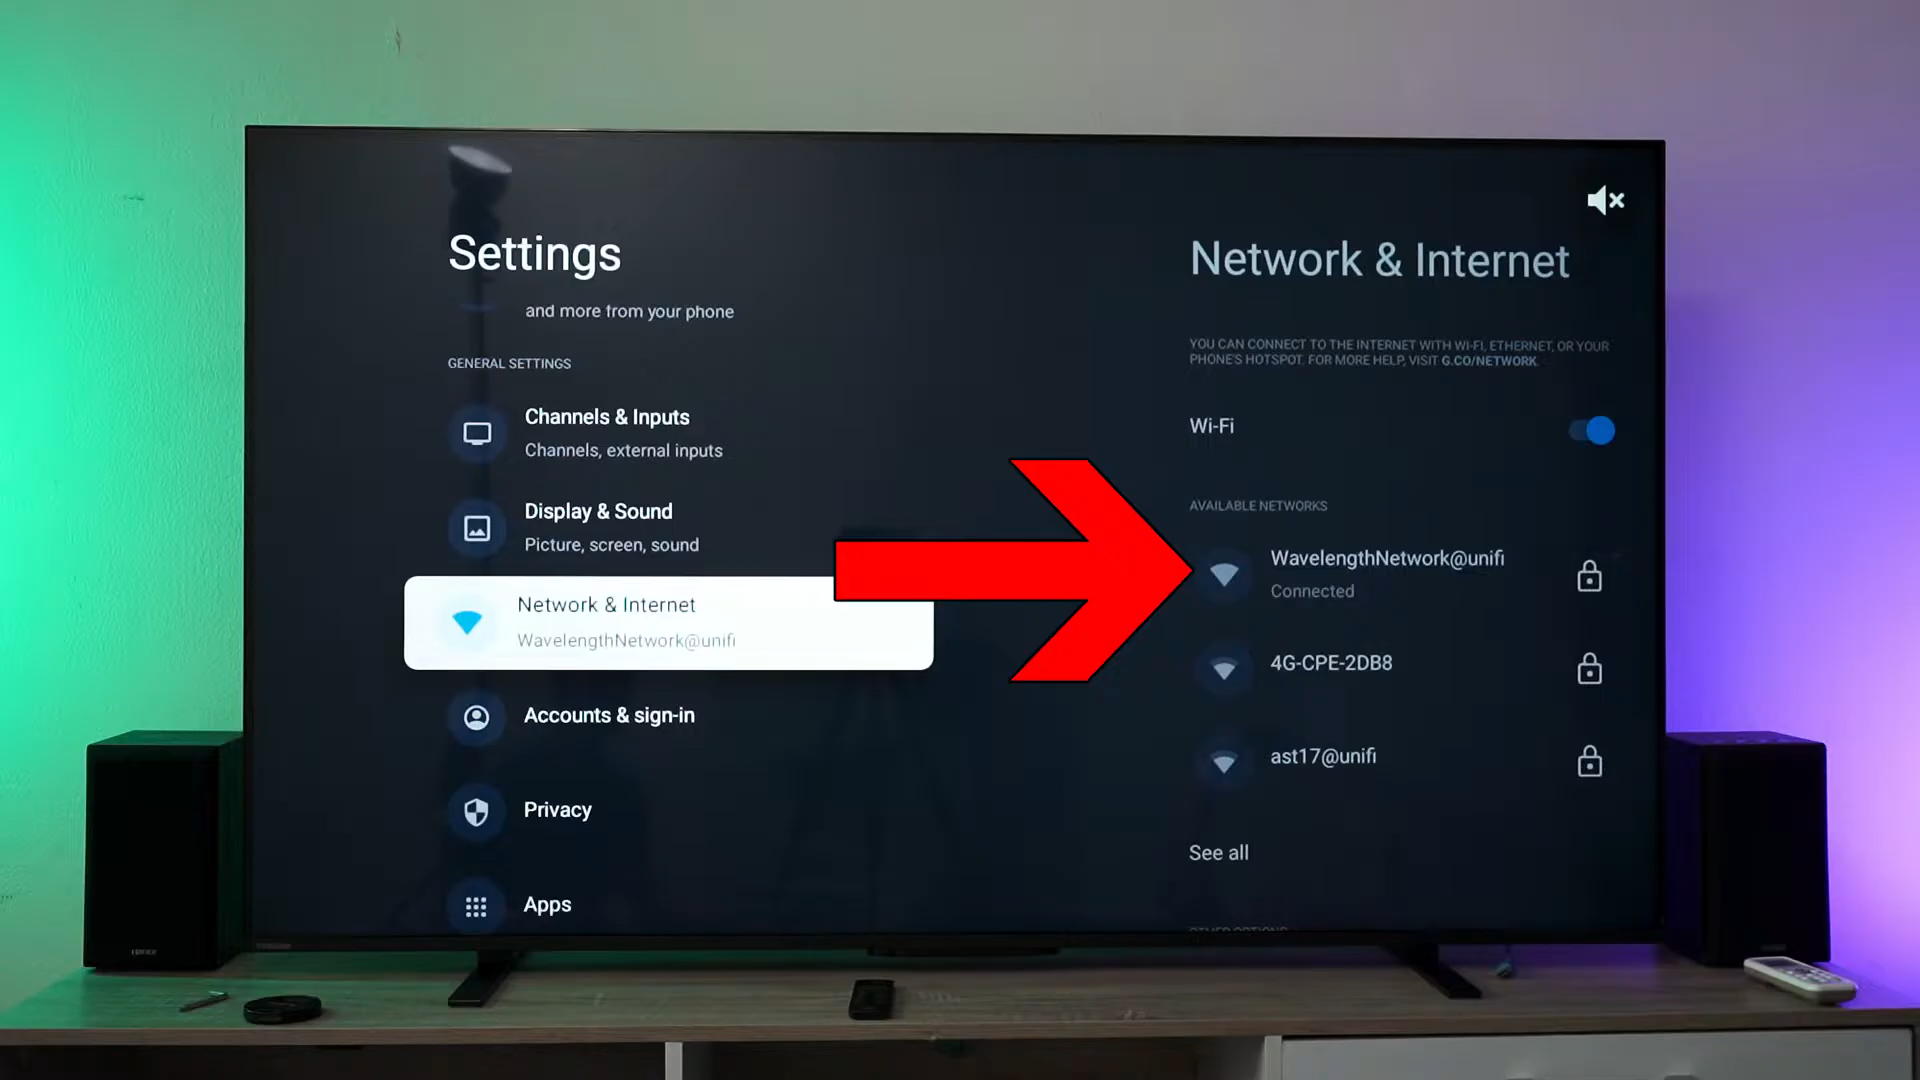 Settings
and more from your phone
GENERAL SETTINGS
Channels & Inputs
Channels, external inputs
Display & Sound
Picture, screen, sound
Network & Internet
WavelengthNetwork@unifi
Accounts & sign-in
Privacy
Apps
Network & Internet
YOU CAN CONNECT TO THE INTERNET WITH WI-FI, ETHERNET, OR YOUR
PHONE'S HOTSPOT. FOR MORE HELP, VISIT G.CO/NETWORK.
Wi-Fi
AVAILABLE NETWORKS
WavelengthNetwork@unifi
Connected
4G-CPE-2DB8
ast17@unifi
See all
OTHER OPTIONS
EDIFIER